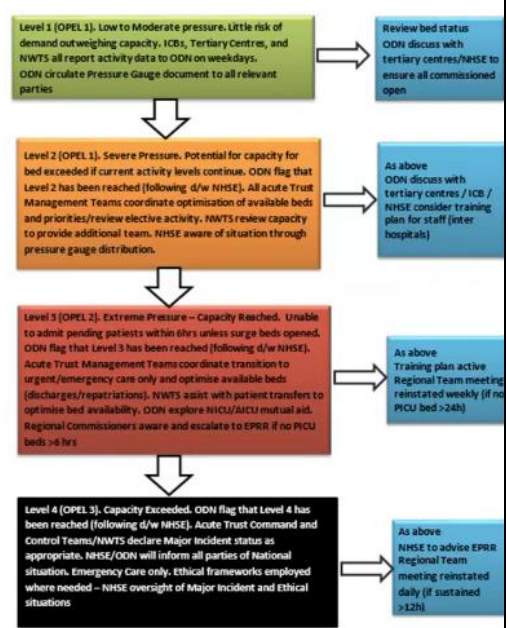 Level 1 (OPEL 1). Low to Moderate pressure. Little risk of
demand outweighing capacity. ICBs, Tertiary Centres, and
NWTS all report activity data to ODN on weekdays.
ODN circulate Pressure Gauge document to all relevant
parties
Review bed status
ODN discuss with
tertiary centres/NHSE to
ensure all commissioned
open
Level 2 (OPEL 1). Severe Pressure. Potential for capacity for
bed exceeded if current activity levels continue. ODN flag that
Level 2 has been reached (following d/w NHSE). All acute Trust
Management Teams coordinate optimisation of available beds
and priorities/review elective activity. NWTS review capacity
to provide additional team. NHSE aware of situation through
pressure gauge distribution.
As above
ODN discuss with
tertiary centres / ICB /
NHSE consider training
plan for staff (inter
hospitals)
Level 3 (OPEL 2). Extreme Pressure – Capacity Reached. Unable
to admit pending patients within 6hrs unless surge beds opened.
ODN flag that Level 3 has been reached (following d/w NHSE).
Acute Trust Management Teams coordinate transition to
urgent/emergency care only and optimise available beds
(discharges/repatriations). NWTS assist with patient transfers to
optimise bed availability. ODN explore NICU/AICU mutual aid.
Regional Commissioners aware and escalate to EPRR if no PICU
beds >6 hrs
As above
Training plan active
Regional Team meeting
reinstated weekly (if no
PICU bed >24h)
Level 4 (OPEL 3). Capacity Exceeded. ODN flag that Level 4 has
been reached (following d/w NHSE). Acute Trust Command and
Control Teams/NWTS declare Major Incident status as
appropriate. NHSE/ODN will inform all parties of National
situation. Emergency Care only. Ethical frameworks employed
where needed – NHSE oversight of Major Incident and Ethical
situations
As above
NHSE to advise EPRR
Regional Team
meeting reinstated
daily (if sustained
>12h)